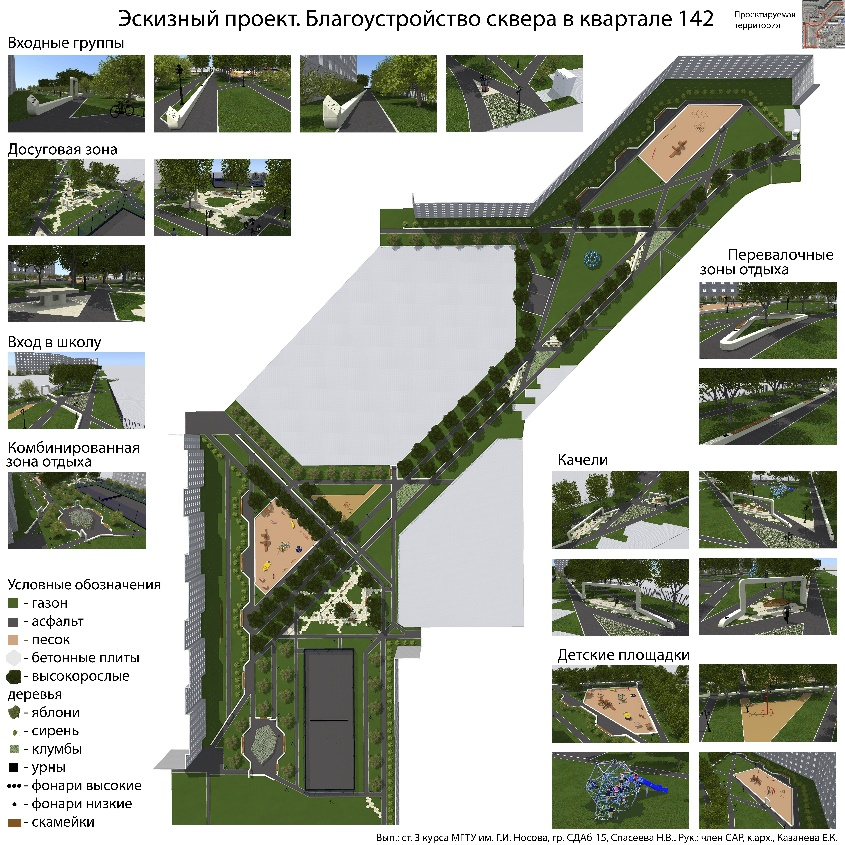 Эскизный проект. Благоустройство сквера в квартале 142
Проектируемая
территория
Входные группы
Досуговая зона
Вход в школу
Комбинированная
зона отдыха
Условные обозначения
- газон
- асфальт
- песок
- бетонные плиты
- высокорослые
деревья
- яблони
- сирень
- клумбы
- урны
- фонари высокие
- фонари низкие
- скамейки
Перевалочные
зоны отдыха
Качели
Детские площадки
Вып.: ст. 3 курса МГТУ им. Г.И. Носова, гр. СДАб-15, Спасеева Н.В.. Рук.: член САР, к.арх., Казанева Е.К.